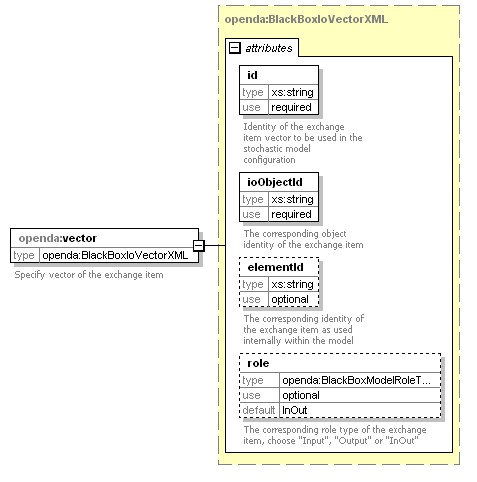 openda:BlackBoxIoVectorXML
attributes
id
type xs:string
use required
Identity of the exchange
item vector to be used in the
stochastic model
configuration
ioObjectId
type xs:string
use required
The corresponding object
identity of the exchange item
openda:vector
type openda:BlackBoxIoVectorXML
Specify vector of the exchange item
elementId
type xs:string
use optional
The corresponding identity of
the exchange item as used
internally within the model
role
type openda:BlackBoxModelRoleT...
use optional
default InOut
The corresponding role type of the exchange
item, choose "Input", "Output" or "InOut"